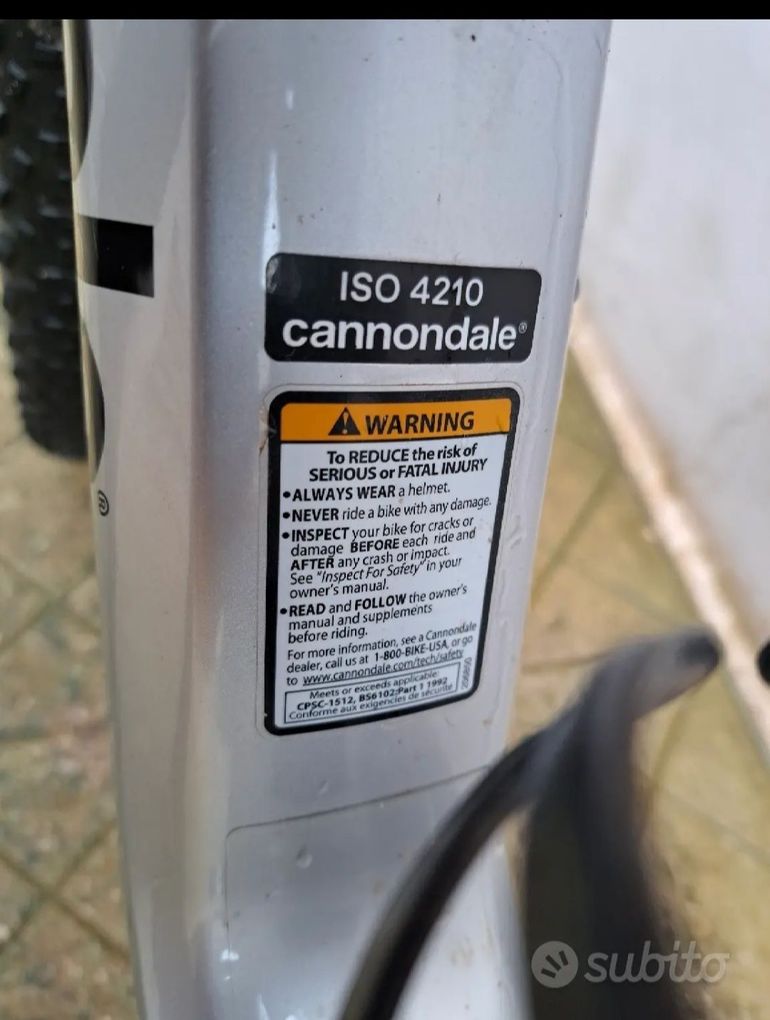 ISO 4210
cannondale®
WARNING
To REDUCE the risk of
SERIOUS or FATAL INJURY
•ALWAYS WEAR a helmet.
•NEVER ride a bike with any damage.
•INSPECT your bike for cracks or
damage BEFORE each ride and
AFTER any crash or impact.
See "Inspect For Safety" in your
owner's manual.
•READ and FOLLOW the owner's
manual and supplements
before riding.
For more information, see a Cannondale
dealer, call us at 1-800-BIKE-USA, or go
to www.cannondale.com/tech/safety
Meets or exceeds applicable
CPSC-1512, BS6102:Part 1 1992
Conforme aux exigencies de sécurité
®
subito